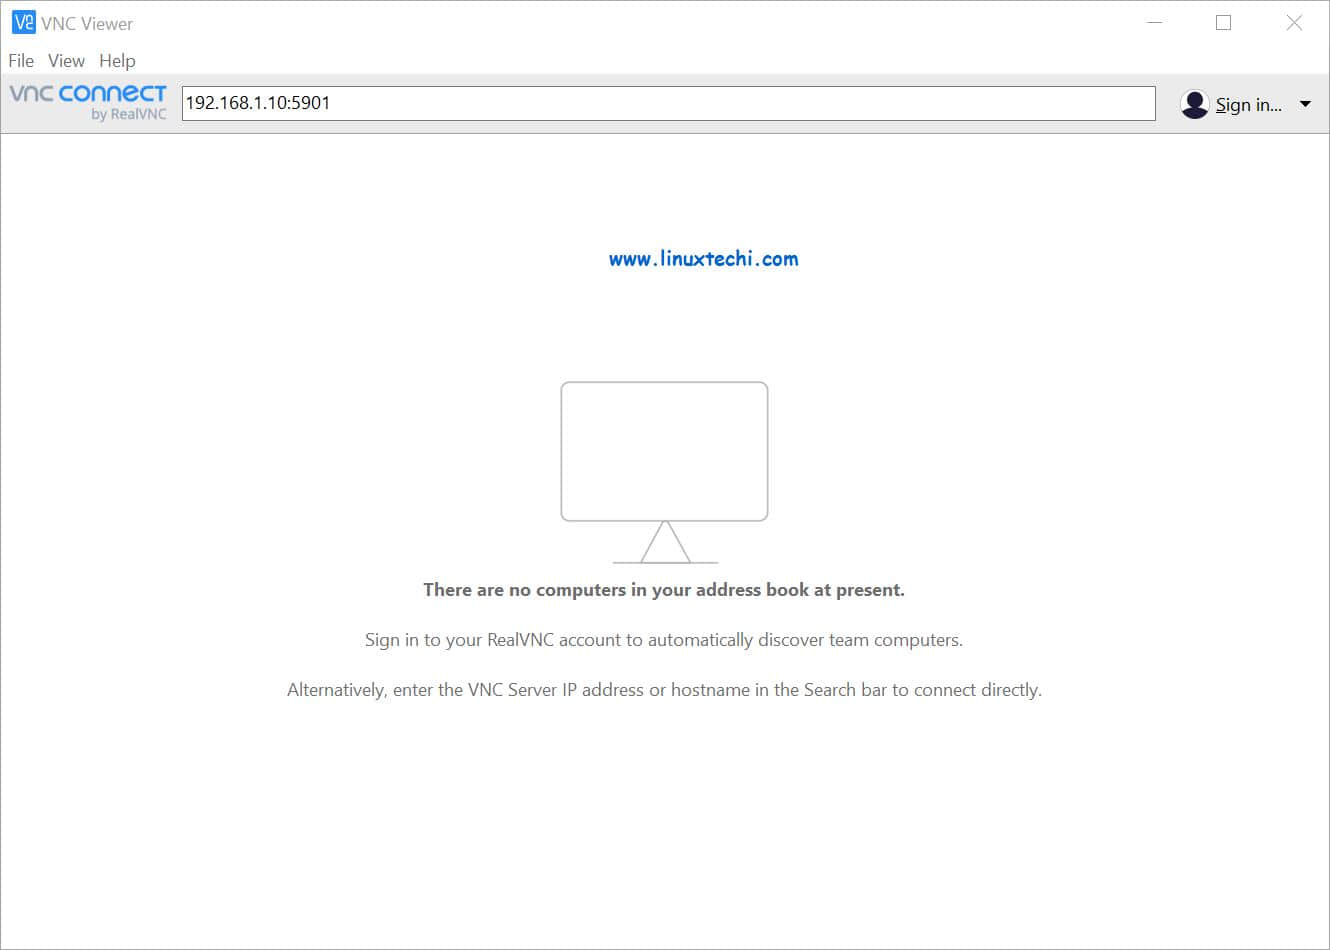 VNC Viewer
File View Help
vnc connect
by RealVNC
192.168.1.10:5901
Sign in...
www.linuxtechi.com
There are no computers in your address book at present.
Sign in to your RealVNC account to automatically discover team computers.
Alternatively, enter the VNC Server IP address or hostname in the Search bar to connect directly.